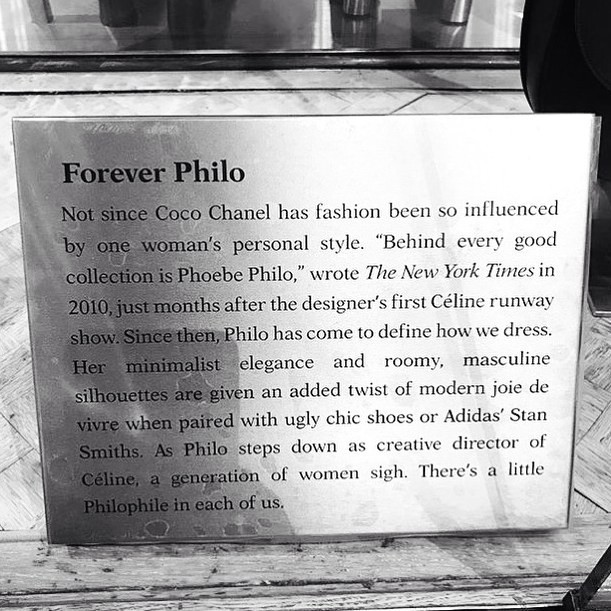 Forever Philo
Not since Coco Chanel has fashion been so influenced
by one woman's personal style. "Behind every good
collection is Phoebe Philo," wrote The New York Times in
2010, just months after the designer's first Céline runway
show. Since then, Philo has come to define how we dress.
Her minimalist elegance and roomy, masculine
silhouettes are given an added twist of modern joie de
vivre when paired with ugly chic shoes or Adidas' Stan
Smiths. As Philo steps down as creative director of
Céline, a generation of women sigh. There's a little
Philophile in each of us.